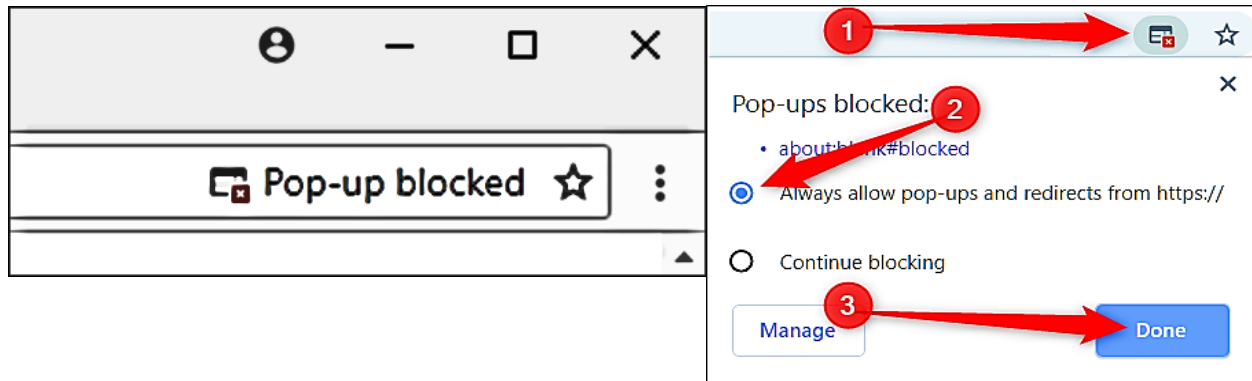 Pop-up blocked
1
Pop-ups blocked:
2
about:blank#blocked
Always allow pop-ups and redirects from https://
Continue blocking
3
Manage
Done